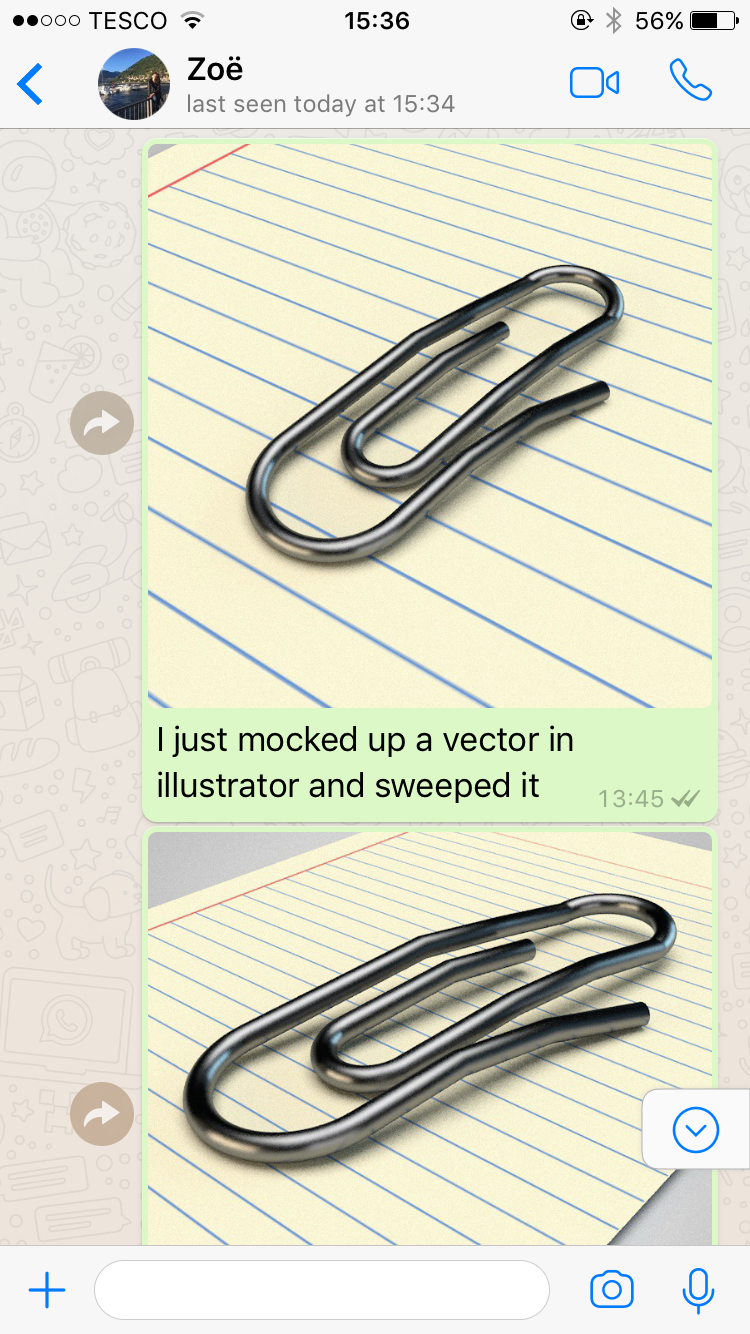 TESCO 15:36 56%
Zoë
last seen today at 15:34
I just mocked up a vector in
illustrator and sweeped it
13:45